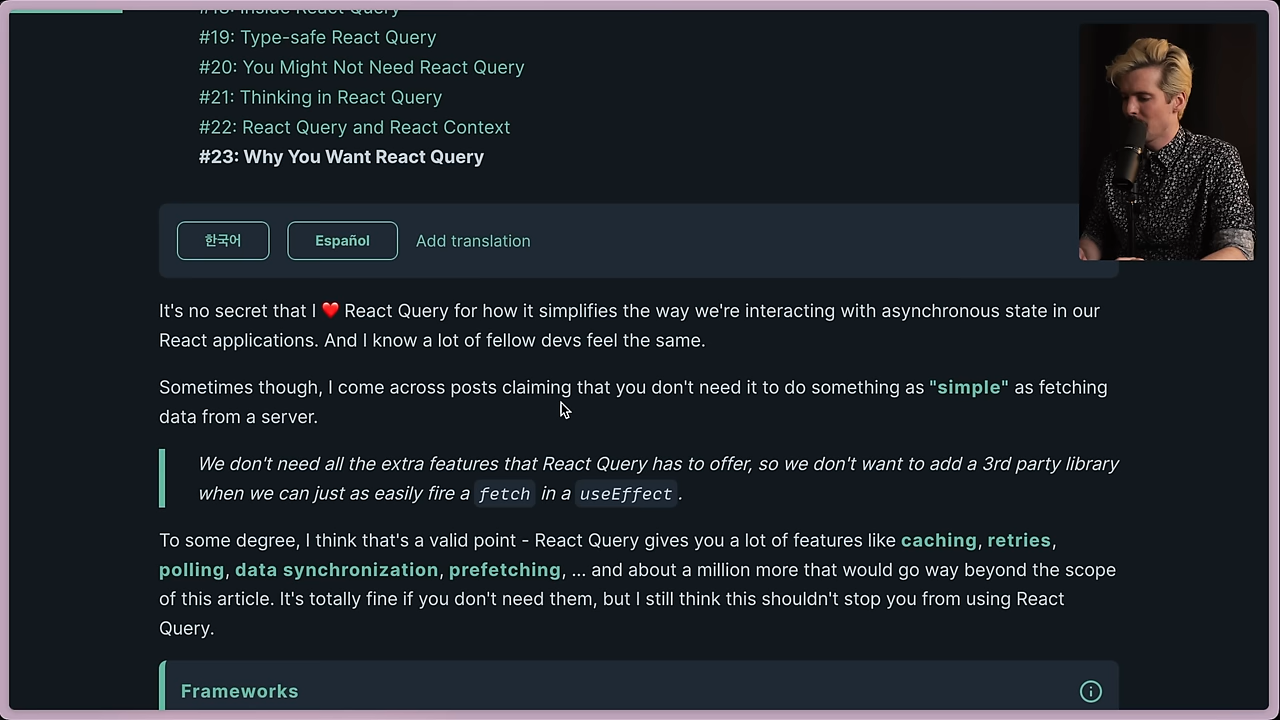 #18: Inside React Query
#19: Type-safe React Query
#20: You Might Not Need React Query
#21: Thinking in React Query
#22: React Query and React Context
#23: Why You Want React Query
한국어 Español Add translation
It's no secret that I ❤️ React Query for how it simplifies the way we're interacting with asynchronous state in our
React applications. And I know a lot of fellow devs feel the same.
Sometimes though, I come across posts claiming that you don't need it to do something as "simple" as fetching
data from a server.
We don't need all the extra features that React Query has to offer, so we don't want to add a 3rd party library
when we can just as easily fire a fetch in a useEffect.
To some degree, I think that's a valid point - React Query gives you a lot of features like caching, retries,
polling, data synchronization, prefetching, ... and about a million more that would go way beyond the scope
of this article. It's totally fine if you don't need them, but I still think this shouldn't stop you from using React
Query.
Frameworks